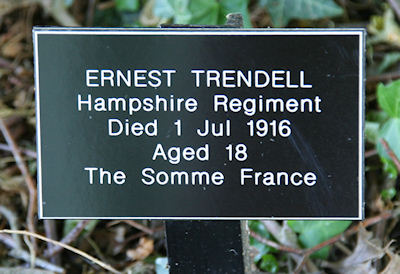 ERNEST TRENDELL
Hampshire Regiment
Died 1 Jul 1916
Aged 18
The Somme France